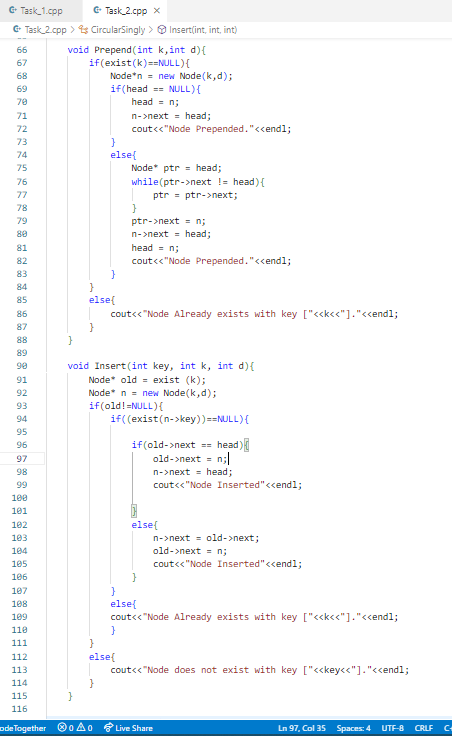 Task_1.cpp Task_2.cpp ×
Task_2.cpp > CircularSingly > Insert(int, int, int)
66 void Prepend(int k,int d){
67 if(exist(k)==NULL){
68 Node*n = new Node(k,d);
69 if(head == NULL){
70 head = n;
71 n->next = head;
72 cout<<"Node Prepended."<<endl;
73 }
74 else{
75 Node* ptr = head;
76 while(ptr->next != head){
77 ptr = ptr->next;
78 }
79 ptr->next = n;
80 n->next = head;
81 head = n;
82 cout<<"Node Prepended."<<endl;
83 }
84 }
85 else{
86 cout<<"Node Already exists with key ["<<k<<"]."<<endl;
87 }
88 }
89
90 void Insert(int key, int k, int d){
91 Node* old = exist (k);
92 Node* n = new Node(k,d);
93 if(old!=NULL){
94 if((exist(n->key))==NULL){
95
96 if(old->next == head){
97 old->next = n;
98 n->next = head;
99 cout<<"Node Inserted"<<endl;
100
101 }
102 else{
103 n->next = old->next;
104 old->next = n;
105 cout<<"Node Inserted"<<endl;
106 }
107 }
108 else{
109 cout<<"Node Already exists with key ["<<k<<"]."<<endl;
110 }
111 }
112 else{
113 cout<<"Node does not exist with key ["<<key<<"]."<<endl;
114 }
115 }
116
odeTogether 0 0 Live Share Ln 97, Col 35 Spaces: 4 UTF-8 CRLF C+